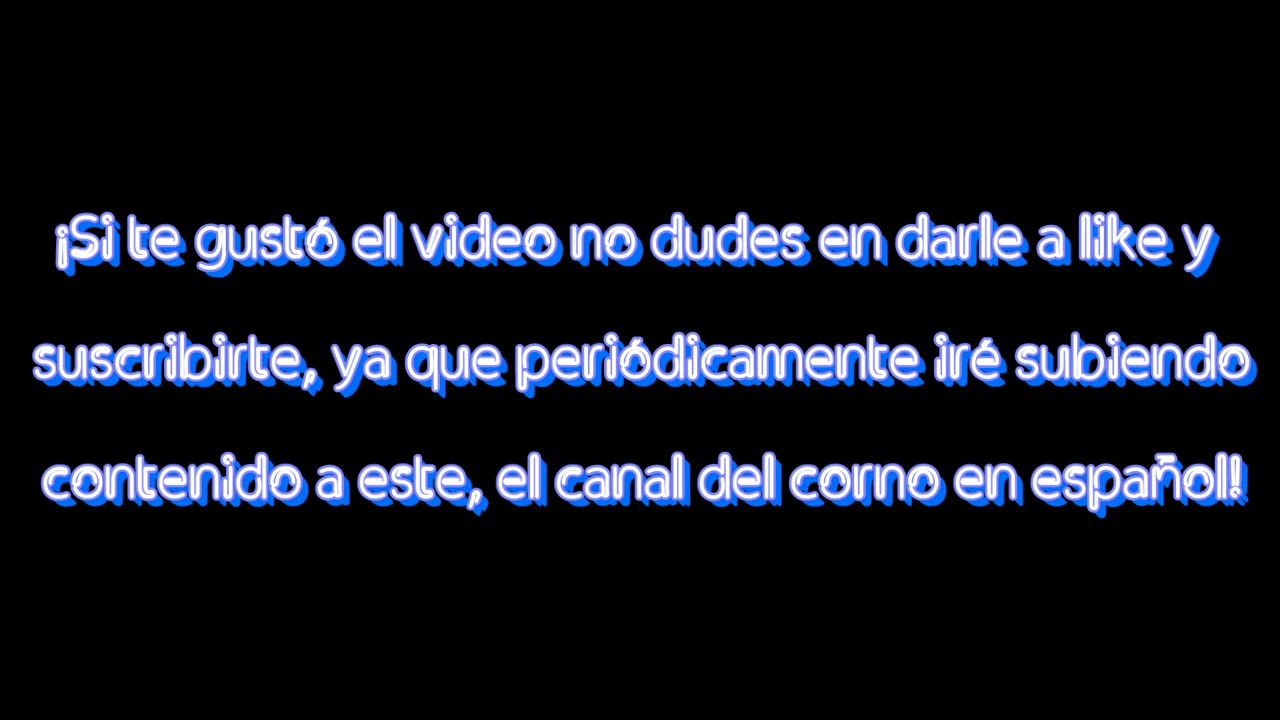 ¡Si te gustó el video no dudes en darle a like y
suscribirte, ya que periódicamente iré subiendo
contenido a este, el canal del corno en español!